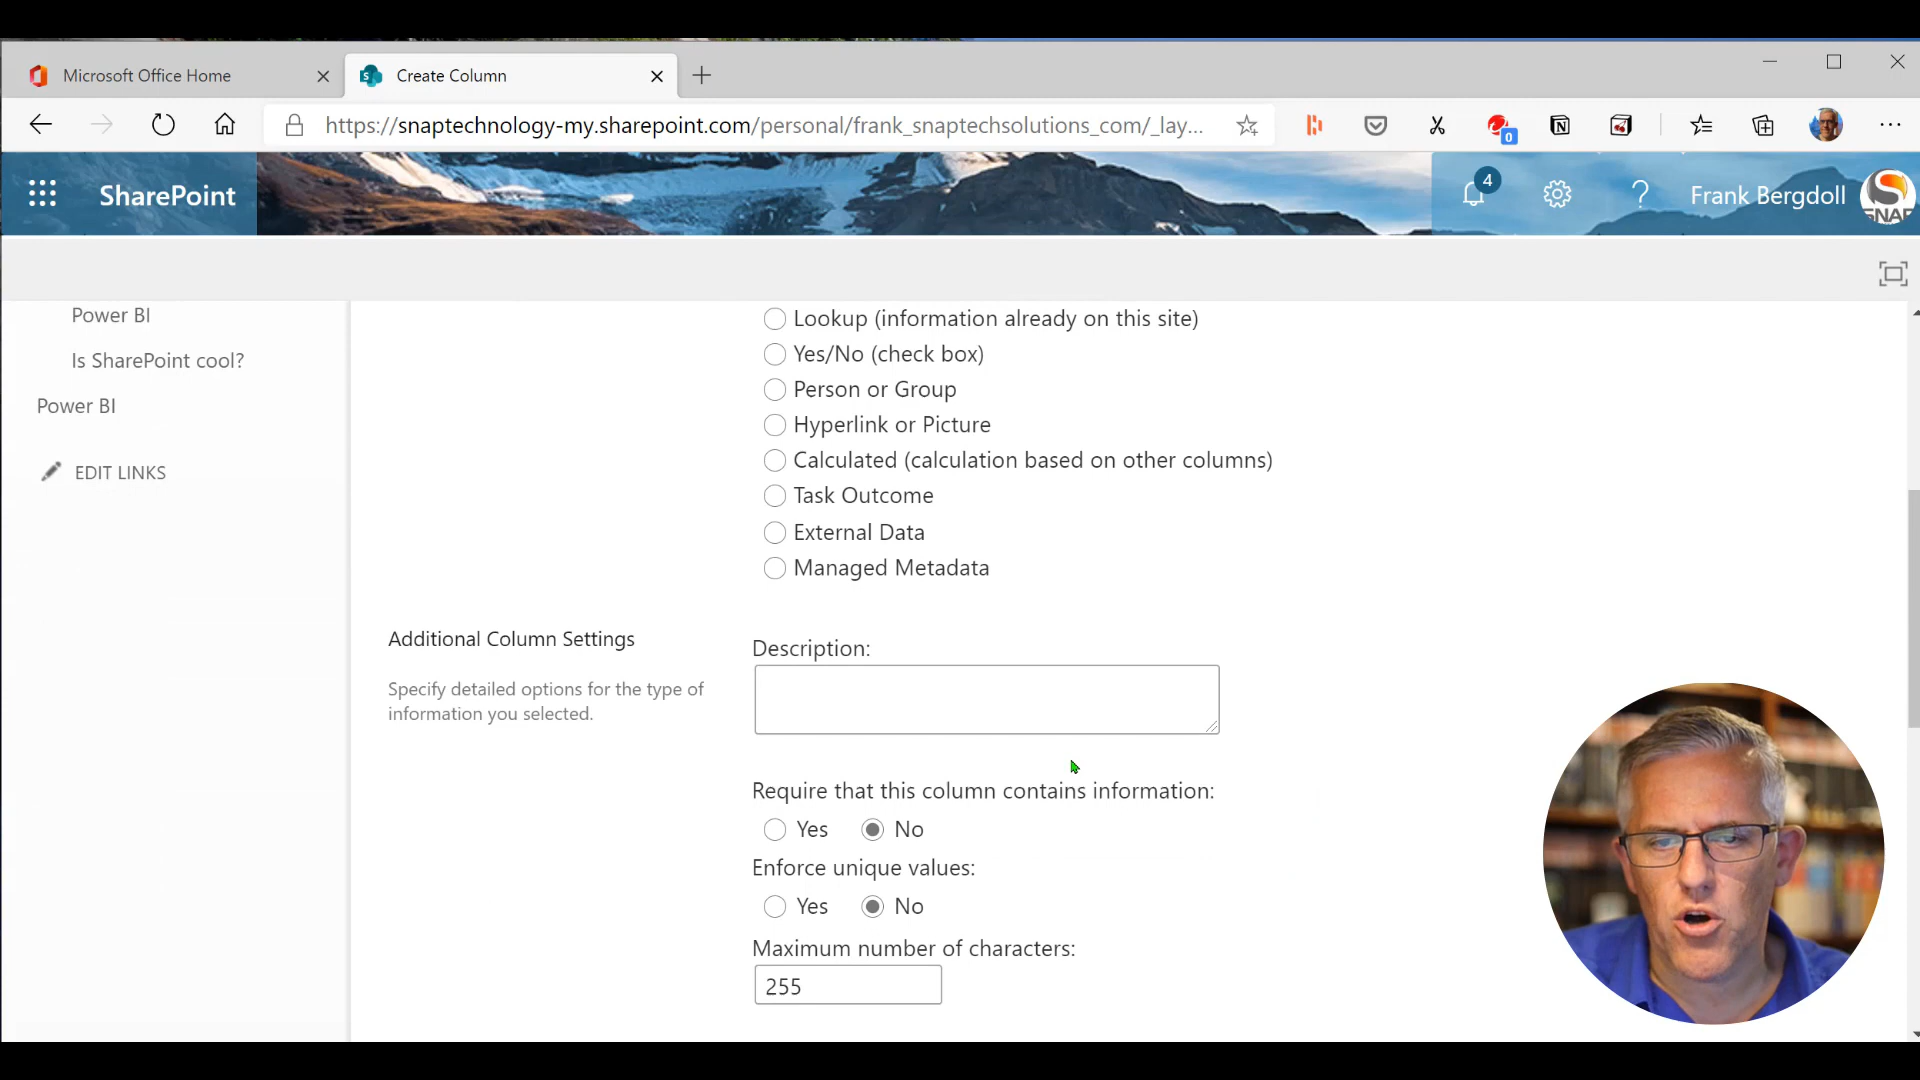 Microsoft Office Home
Create Column
https://snaptechnology-my.sharepoint.com/personal/frank_snaptechsolutions_com/_lay...
0
SharePoint
4
?
Frank Bergdoll
SNAP
Power BI
Is SharePoint cool?
Power BI
EDIT LINKS
Lookup (information already on this site)
Yes/No (check box)
Person or Group
Hyperlink or Picture
Calculated (calculation based on other columns)
Task Outcome
External Data
Managed Metadata
Additional Column Settings
Specify detailed options for the type of
information you selected.
Description:
Require that this column contains information:
Yes No
Enforce unique values:
Yes No
Maximum number of characters:
255